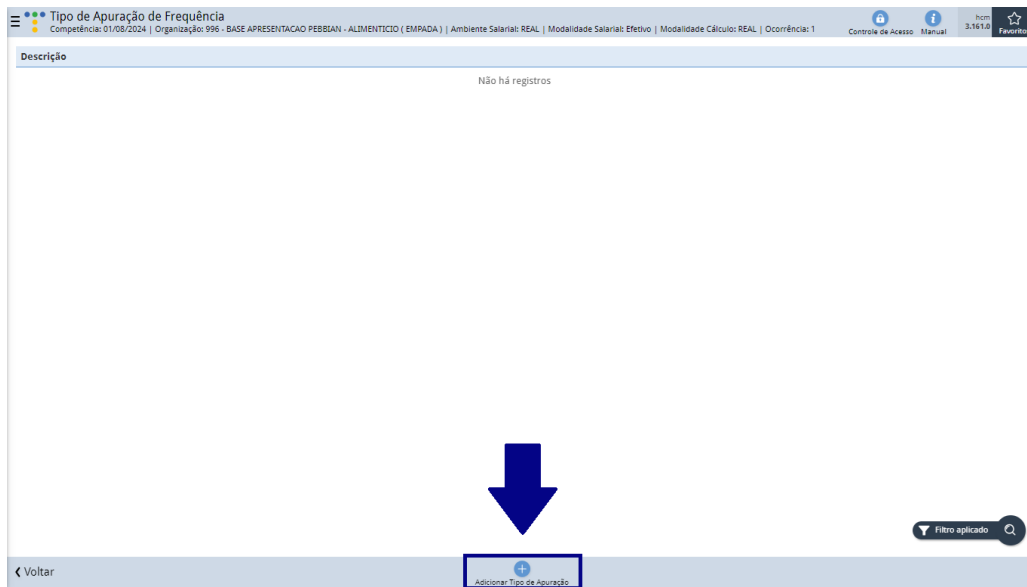 Tipo de Apuração de Frequência
Competência: 01/08/2024 | Organização: 996 - BASE APRESENTACAO PEBBIAN - ALIMENTICIO ( EMPADA ) | Ambiente Salarial: REAL | Modalidade Salarial: Efetivo | Modalidade Cálculo: REAL | Ocorrência: 1
Controle de Acesso
Manual
hcm
3.161.0
Favorito
Descrição
Não há registros
Filtro aplicado
Voltar
Adicionar Tipo de Apuração